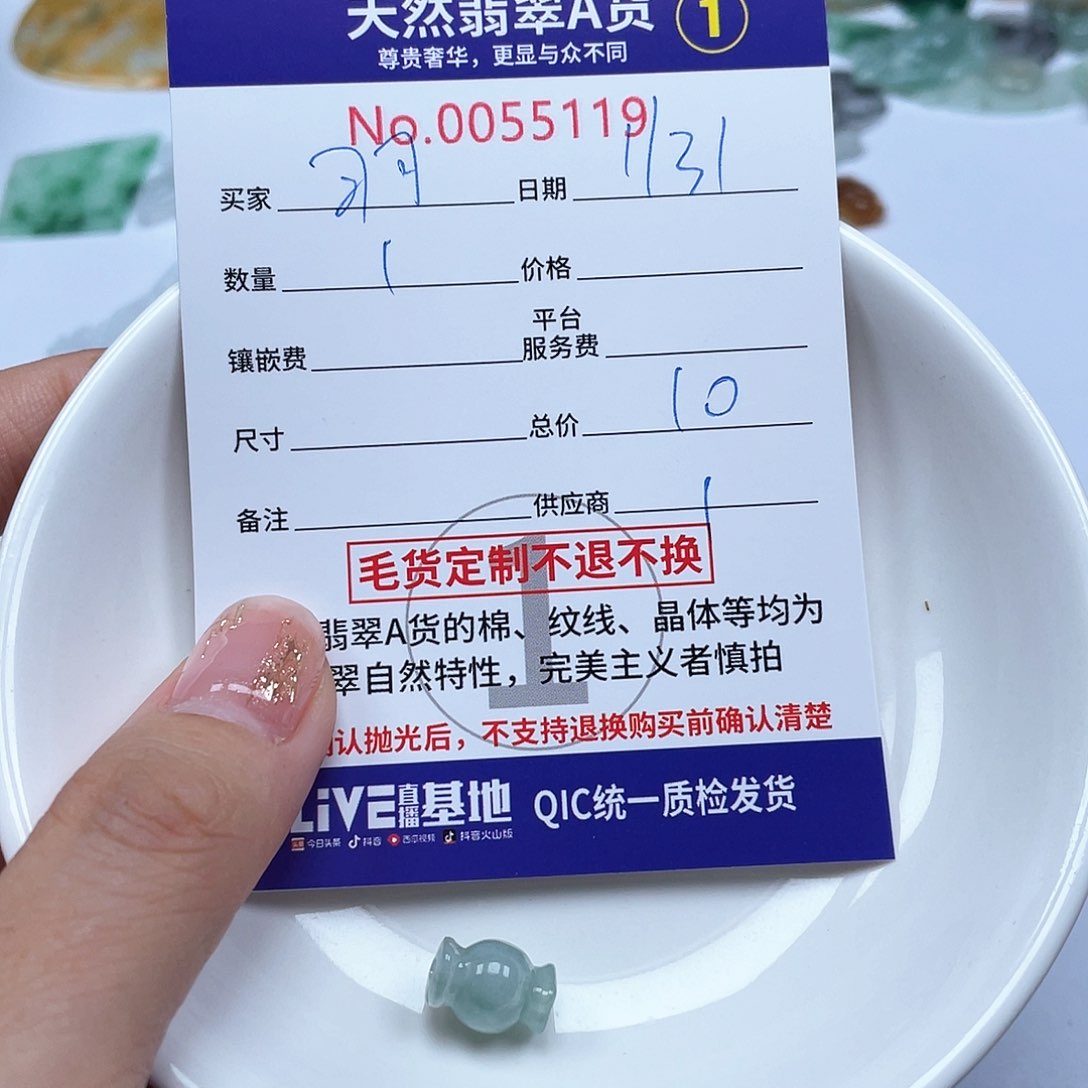 天然翡翠A货 1
尊贵奢华，更显与众不同
No.0055119
买家 日期 1/31
数量 1 价格
镶嵌费 平台服务费
尺寸 总价 10
备注 供应商 1
毛货定制不退不换
翡翠A货的棉、纹线、晶体等均为
翠自然特性，完美主义者慎拍
认抛光后，不支持退换购买前确认清楚
1
LiVE直播基地 QIC统一质检发货
头条 今日头条 抖音 西瓜视频 抖音火山版